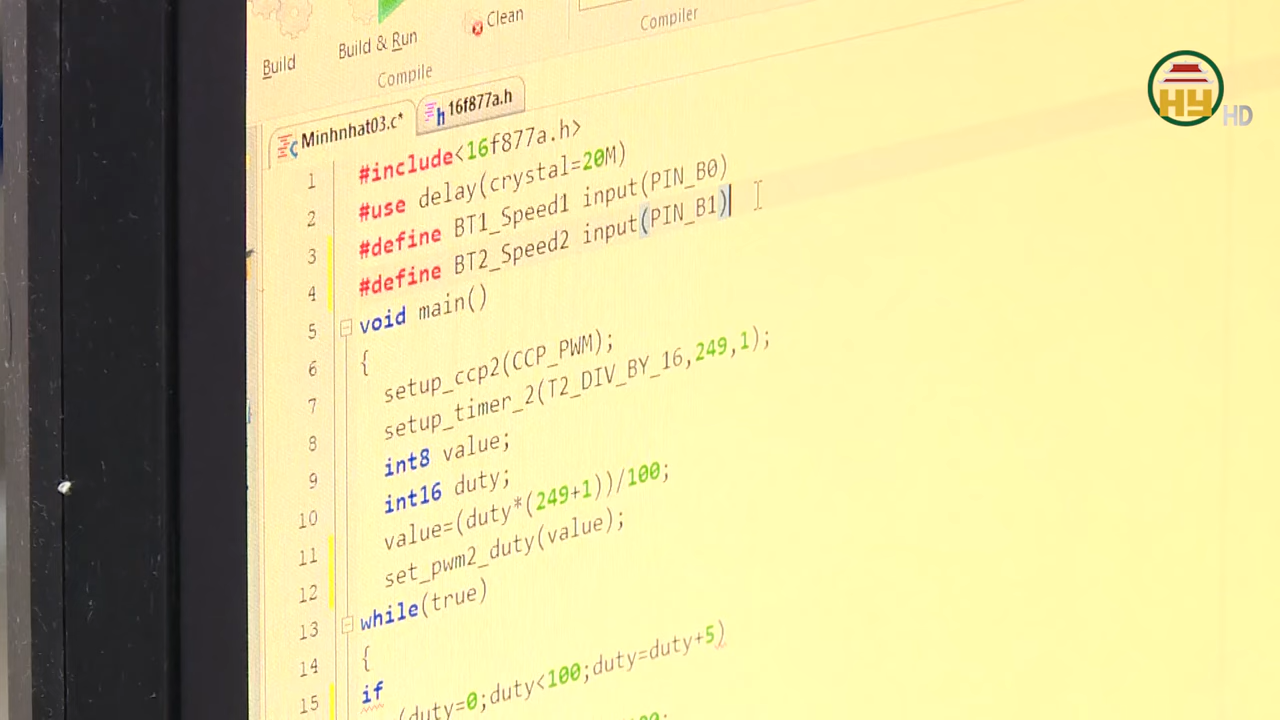 Build
Build & Run
Clean
Compile
Compiler
Minhnhat03.c*
16f877a.h
1 #include<16f877a.h>
2 #use delay(crystal=20M)
3 #define BT1_Speed1 input(PIN_B0)
4 #define BT2_Speed2 input(PIN_B1)
5 void main()
6 {
7 setup_ccp2(CCP_PWM);
8 setup_timer_2(T2_DIV_BY_16,249,1);
9 int8 value;
10 int16 duty;
11 value=(duty*(249+1))/100;
12 set_pwm2_duty(value);
13 while(true)
14 {
15 if
(duty=0;duty<100;duty=duty+5)
HY HD